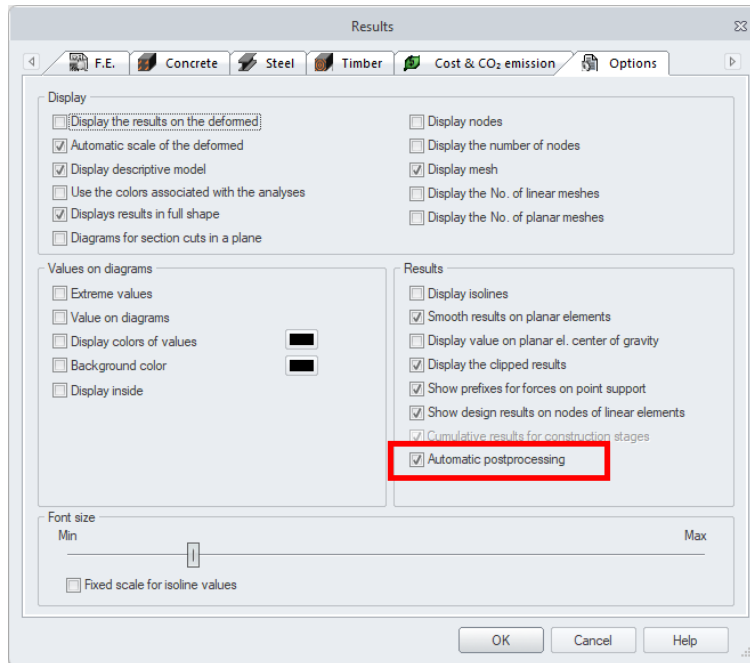 Results
F.E.
Concrete
Steel
Timber
Cost & CO₂ emission
Options
Display
Display the results on the deformed
Automatic scale of the deformed
Display descriptive model
Use the colors associated with the analyses
Displays results in full shape
Diagrams for section cuts in a plane
Display nodes
Display the number of nodes
Display mesh
Display the No. of linear meshes
Display the No. of planar meshes
Values on diagrams
Extreme values
Value on diagrams
Display colors of values
Background color
Display inside
Results
Display isolines
Smooth results on planar elements
Display value on planar el. center of gravity
Display the clipped results
Show prefixes for forces on point support
Show design results on nodes of linear elements
Cumulative results for construction stages
Automatic postprocessing
Font size
Min
Max
Fixed scale for isoline values
OK
Cancel
Help